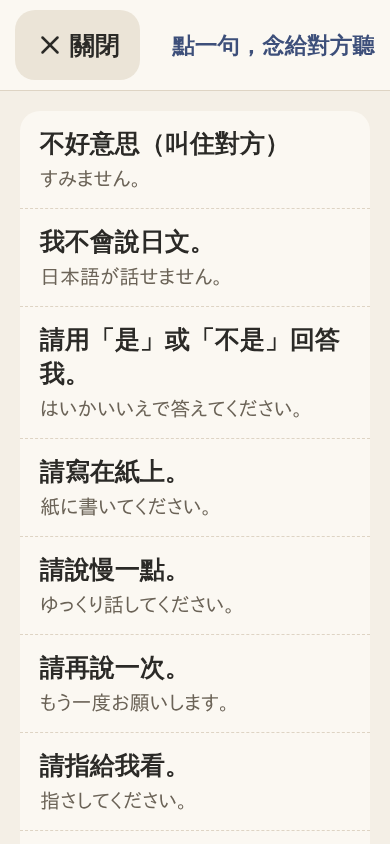 × 關閉
點一句，念給對方聽
不好意思（叫住對方）
すみません。
我不會說日文。
日本語が話せません。
請用「是」或「不是」回答
我。
はいかいいえで答えてください。
請寫在紙上。
紙に書いてください。
請說慢一點。
ゆっくり話してください。
請再說一次。
もう一度お願いします。
請指給我看。
指さしてください。